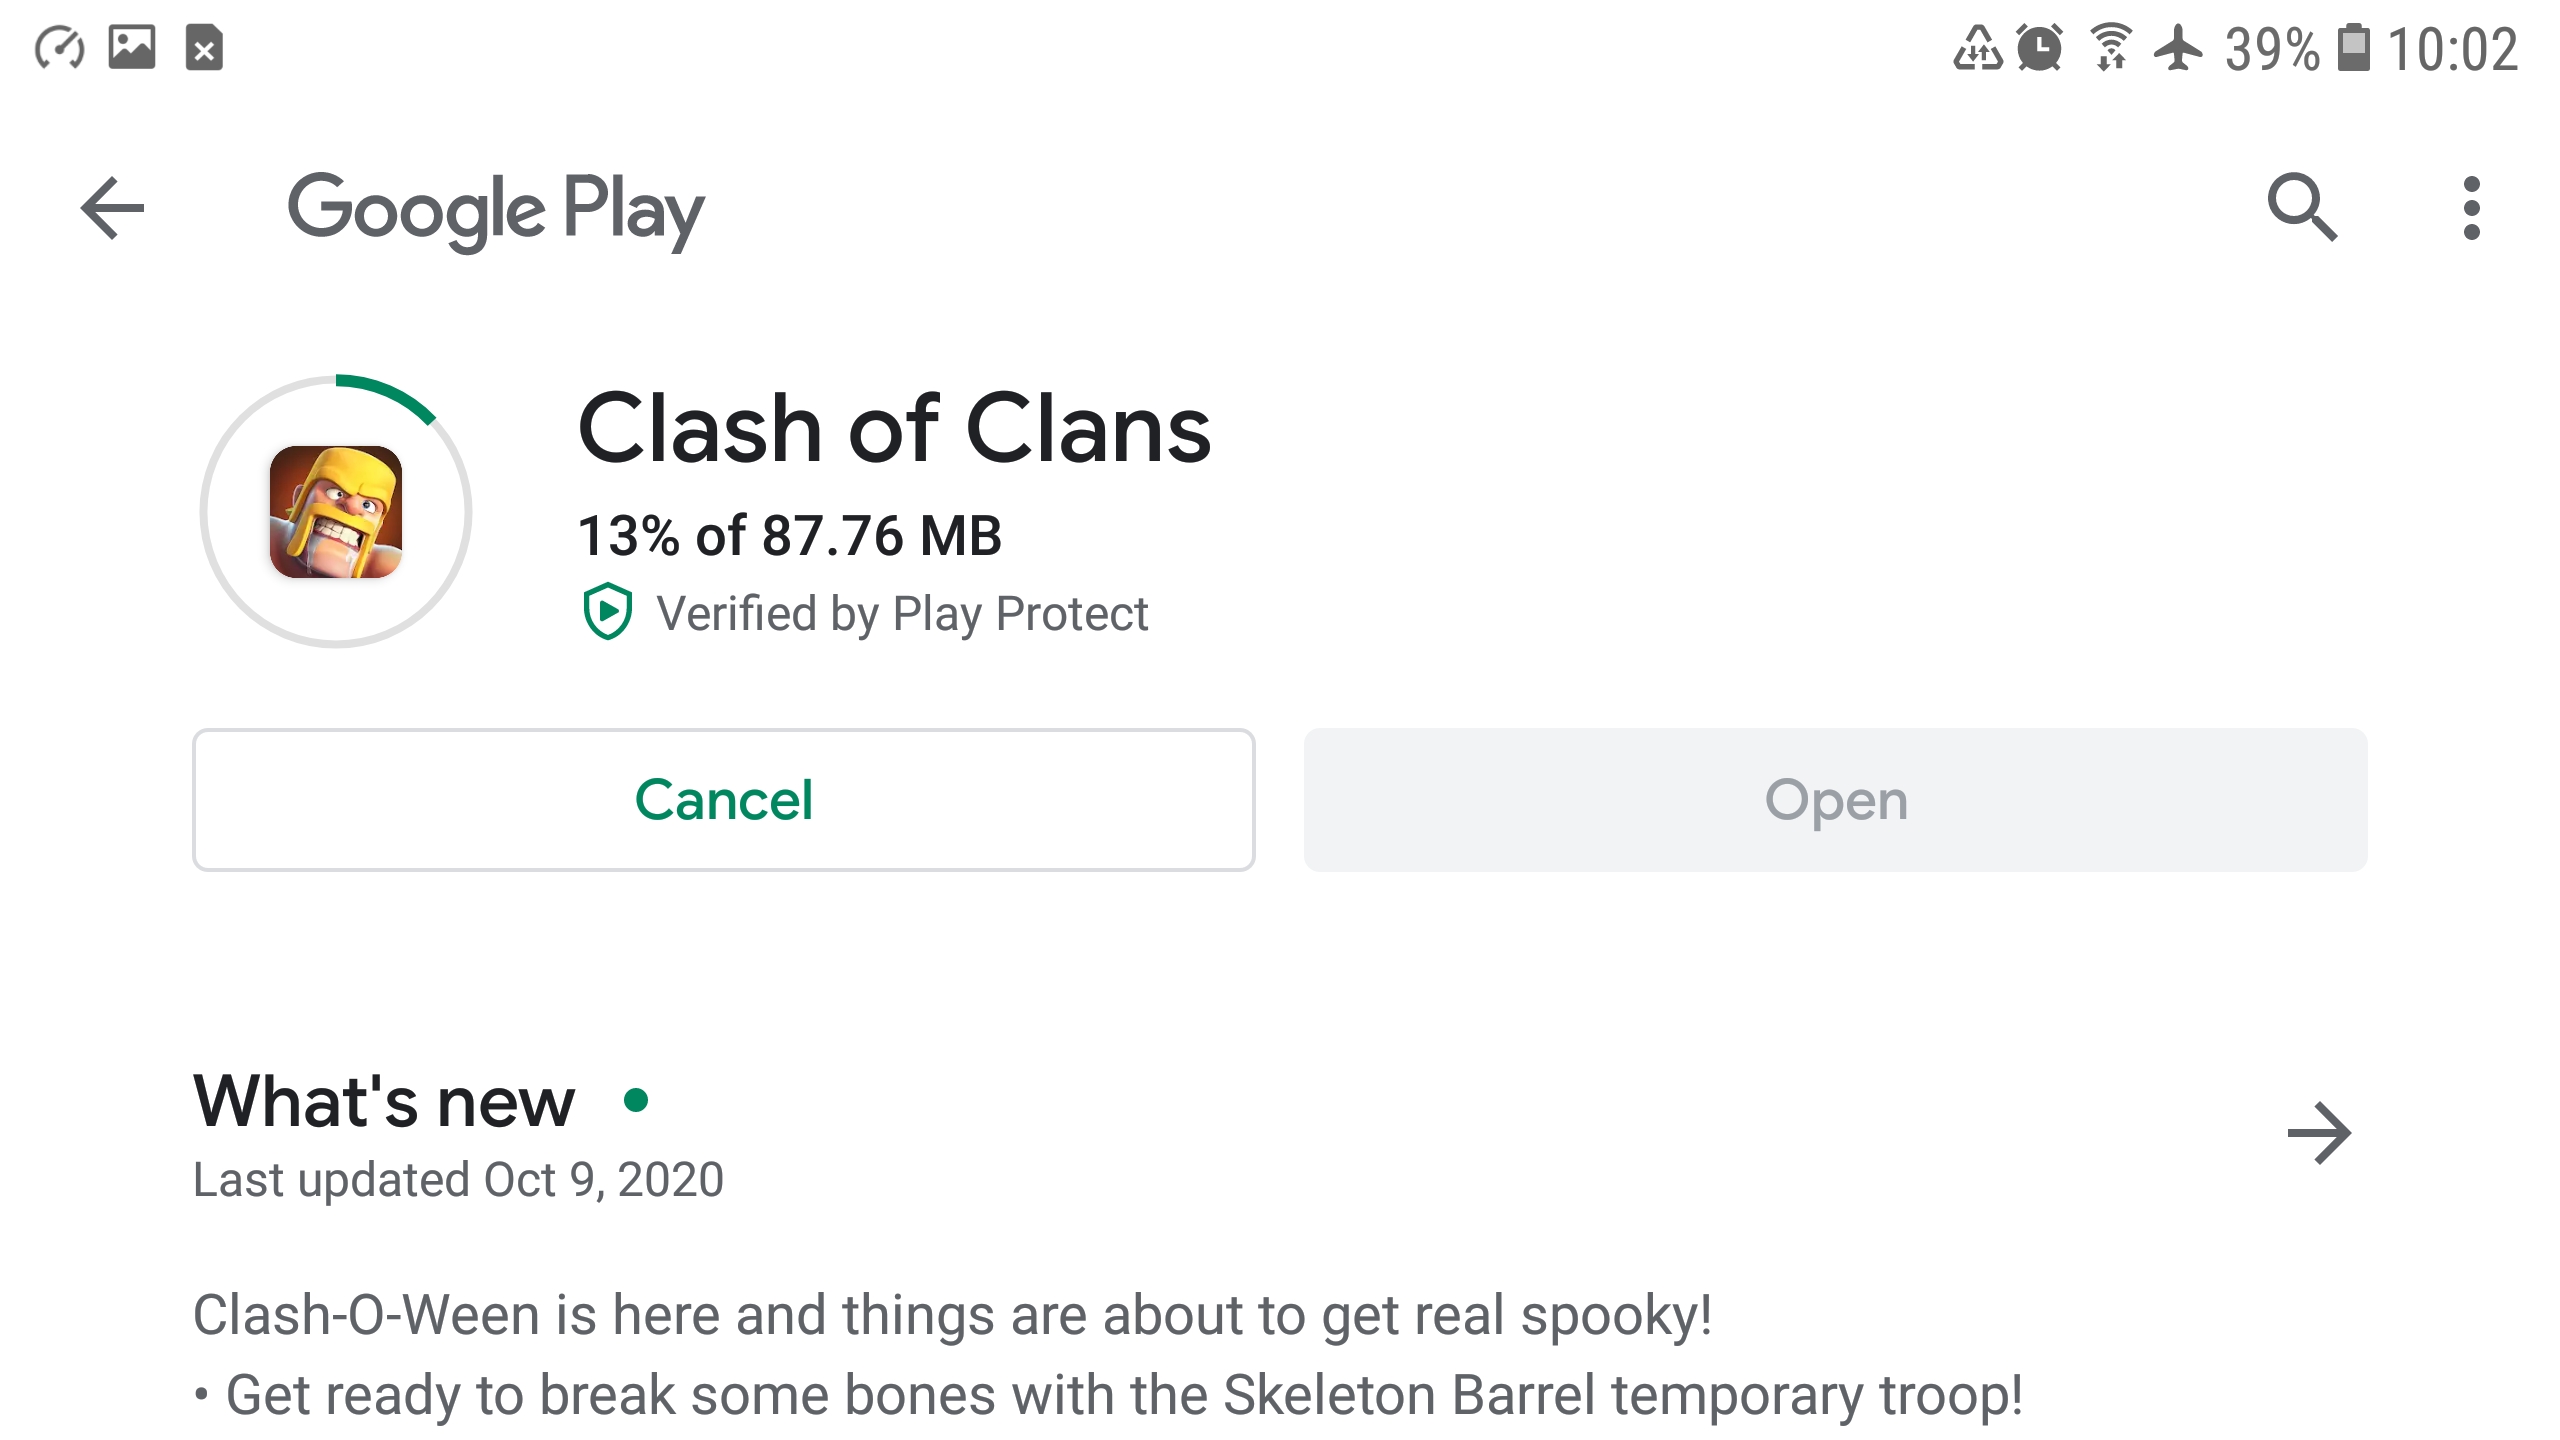 39% 10:02
Google Play
Clash of Clans
13% of 87.76 MB
Verified by Play Protect
Cancel
Open
What's new
Last updated Oct 9, 2020
Clash-O-Ween is here and things are about to get real spooky!
• Get ready to break some bones with the Skeleton Barrel temporary troop!